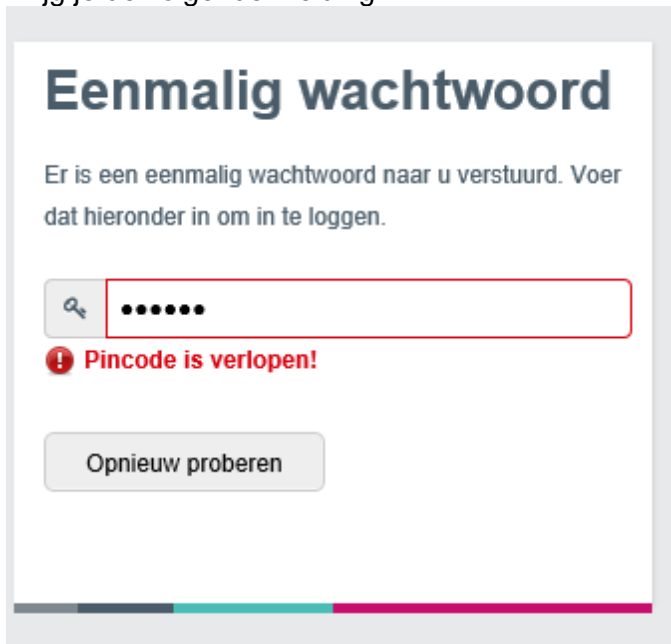 Eenmalig wachtwoord
Er is een eenmalig wachtwoord naar u verstuurd. Voer
dat hieronder in om in te loggen.
••••••
Pincode is verlopen!
Opnieuw proberen